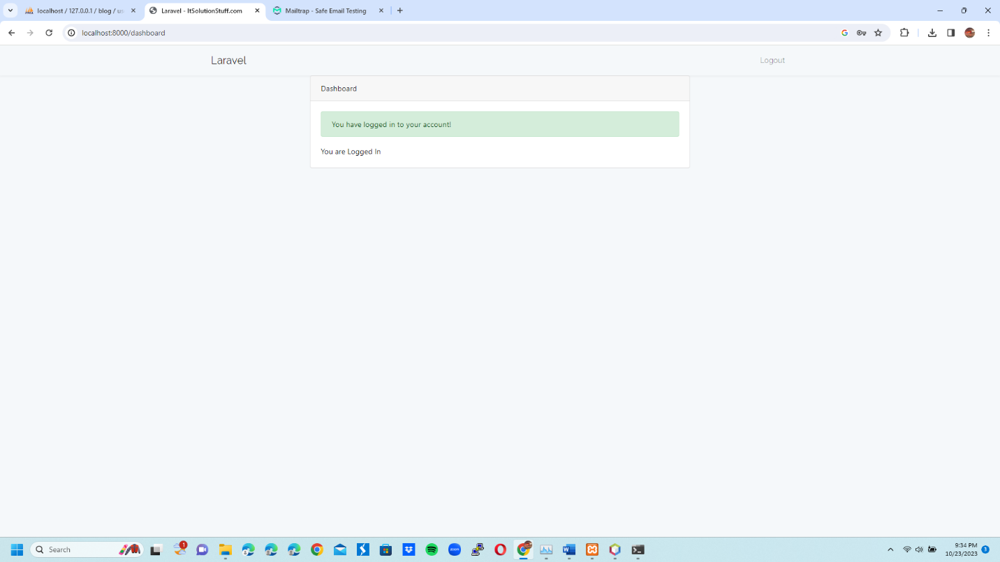 localhost / 127.0.0.1 / blog / us
Laravel - ItSolutionStuff.com
Mailtrap - Safe Email Testing
localhost:8000/dashboard
Laravel
Logout
Dashboard
You have logged in to your account!
You are Logged In
Search
1
zoom
9:34 PM
10/23/2023
3